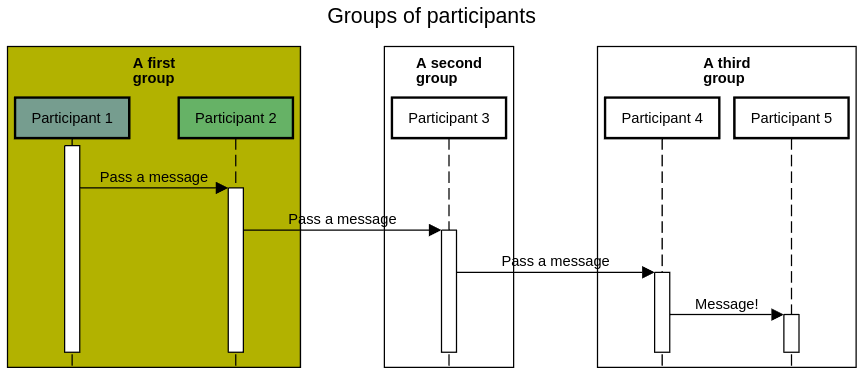 Groups of participants
A first
group
A second
group
A third
group
Participant 1
Participant 2
Participant 3
Participant 4
Participant 5
Pass a message
Pass a message
Pass a message
Message!